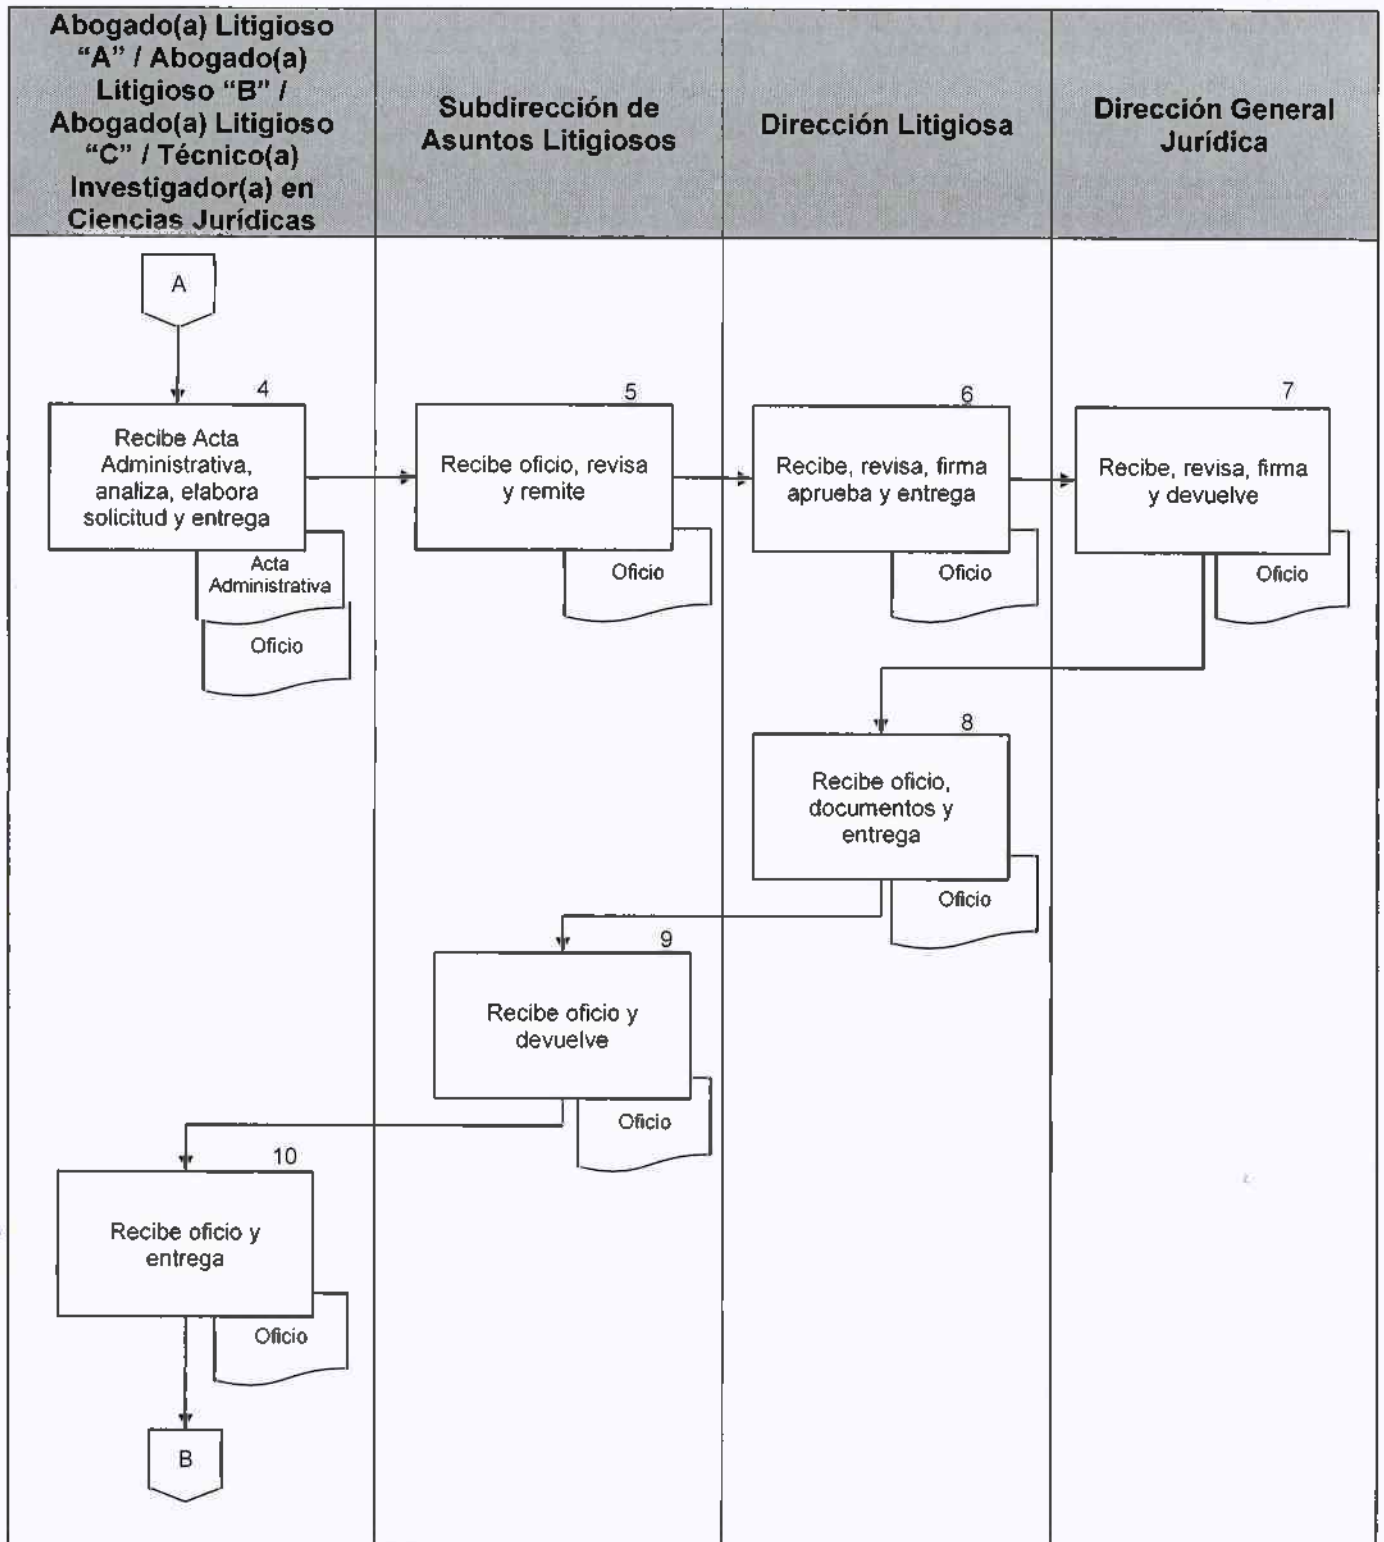 Abogado(a) Litigioso
“A” / Abogado(a)
Litigioso “B” /
Abogado(a) Litigioso
“C” / Técnico(a)
Investigador(a) en
Ciencias Jurídicas
Subdirección de
Asuntos Litigiosos
Dirección Litigiosa
Dirección General
Jurídica
A
4
Recibe Acta
Administrativa,
analiza, elabora
solicitud y entrega
Acta
Administrativa
Oficio
5
Recibe oficio, revisa
y remite
Oficio
6
Recibe, revisa, firma
aprueba y entrega
Oficio
7
Recibe, revisa, firma
y devuelve
Oficio
8
Recibe oficio,
documentos y
entrega
Oficio
9
Recibe oficio y
devuelve
Oficio
10
Recibe oficio y
entrega
Oficio
B